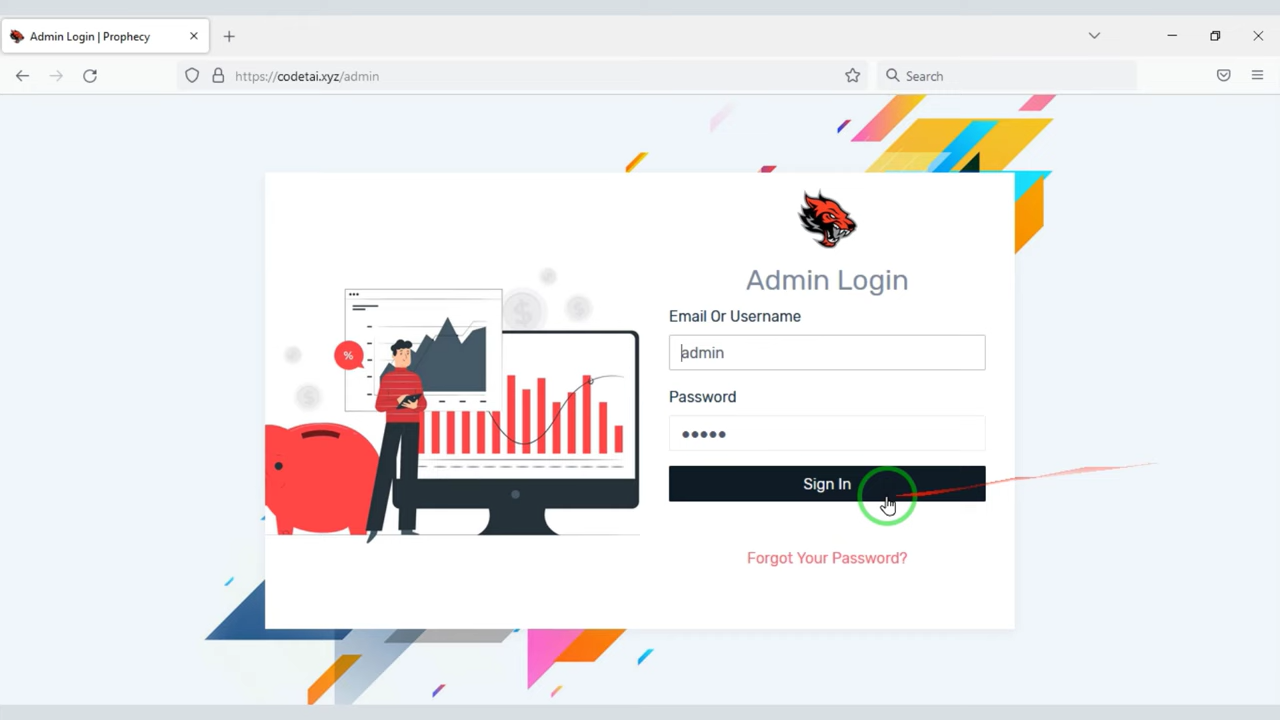 Admin Login | Prophecy
https://codetai.xyz/admin
Search
Admin Login
Email Or Username
admin
Password
•••••
Sign In
Forgot Your Password?
%
$
$
$
$